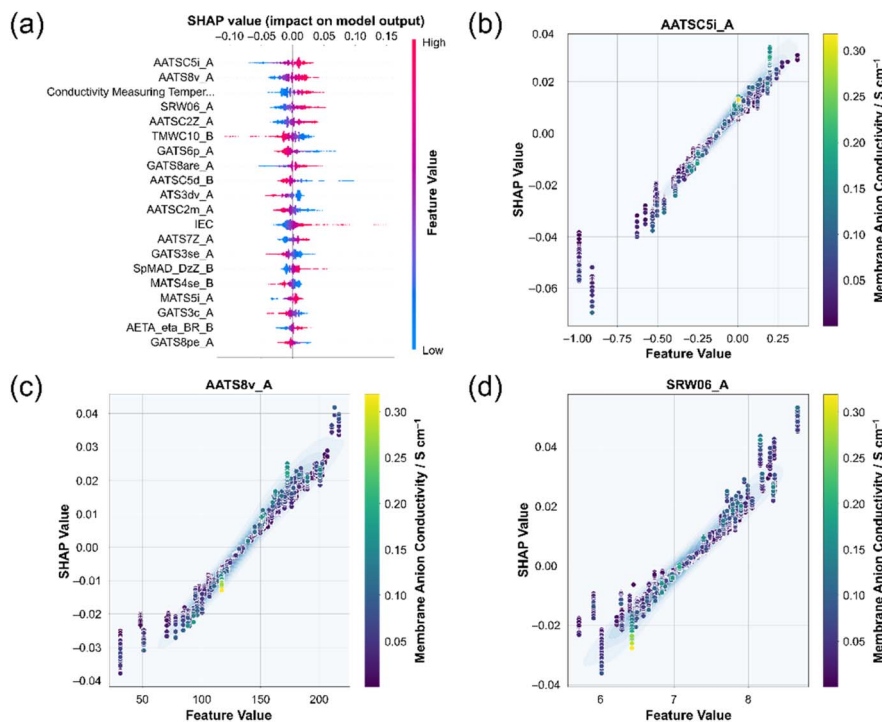 (a)
SHAP value (impact on model output)
−0.10 −0.05 0.00 0.05 0.10 0.15
AATSC5i_A
AATS8v_A
Conductivity Measuring Temper...
SRW06_A
AATSC2Z_A
TMWC10_B
GATS6p_A
GATS8are_A
AATSC5d_B
ATS3dv_A
AATSC2m_A
IEC
AATS7Z_A
GATS3se_A
SpMAD_DzZ_B
MATS4se_B
MATS5i_A
GATS3c_A
AETA_eta_BR_B
GATS8pe_A
High
Feature Value
Low
(b)
AATSC5i_A
0.04
0.02
0.00
−0.02
−0.04
−0.06
SHAP Value
−1.00 −0.75 −0.50 −0.25 0.00 0.25
Feature Value
0.30
0.25
0.20
0.15
0.10
0.05
Membrane Anion Conductivity / S cm⁻¹
(c)
AATS8v_A
0.04
0.03
0.02
0.01
0.00
−0.01
−0.02
−0.03
−0.04
SHAP Value
50 100 150 200
Feature Value
0.30
0.25
0.20
0.15
0.10
0.05
Membrane Anion Conductivity / S cm⁻¹
(d)
SRW06_A
0.04
0.02
0.00
−0.02
−0.04
SHAP Value
6 7 8
Feature Value
0.30
0.25
0.20
0.15
0.10
0.05
Membrane Anion Conductivity / S cm⁻¹